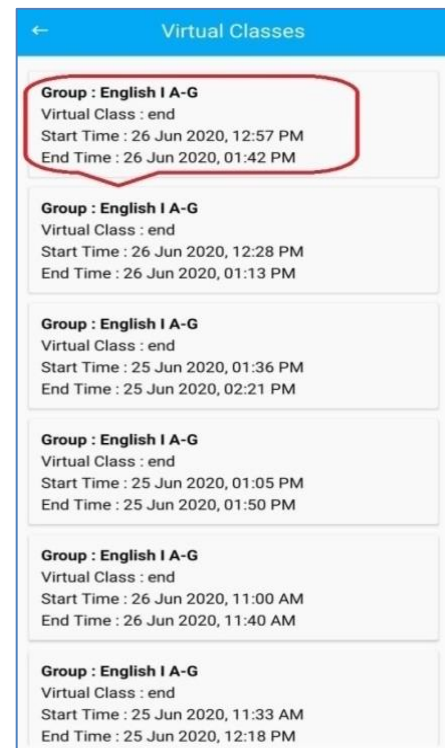 Virtual Classes
Group : English I A-G
Virtual Class : end
Start Time : 26 Jun 2020, 12:57 PM
End Time : 26 Jun 2020, 01:42 PM
Group : English I A-G
Virtual Class : end
Start Time : 26 Jun 2020, 12:28 PM
End Time : 26 Jun 2020, 01:13 PM
Group : English I A-G
Virtual Class : end
Start Time : 25 Jun 2020, 01:36 PM
End Time : 25 Jun 2020, 02:21 PM
Group : English I A-G
Virtual Class : end
Start Time : 25 Jun 2020, 01:05 PM
End Time : 25 Jun 2020, 01:50 PM
Group : English I A-G
Virtual Class : end
Start Time : 26 Jun 2020, 11:00 AM
End Time : 26 Jun 2020, 11:40 AM
Group : English I A-G
Virtual Class : end
Start Time : 25 Jun 2020, 11:33 AM
End Time : 25 Jun 2020, 12:18 PM